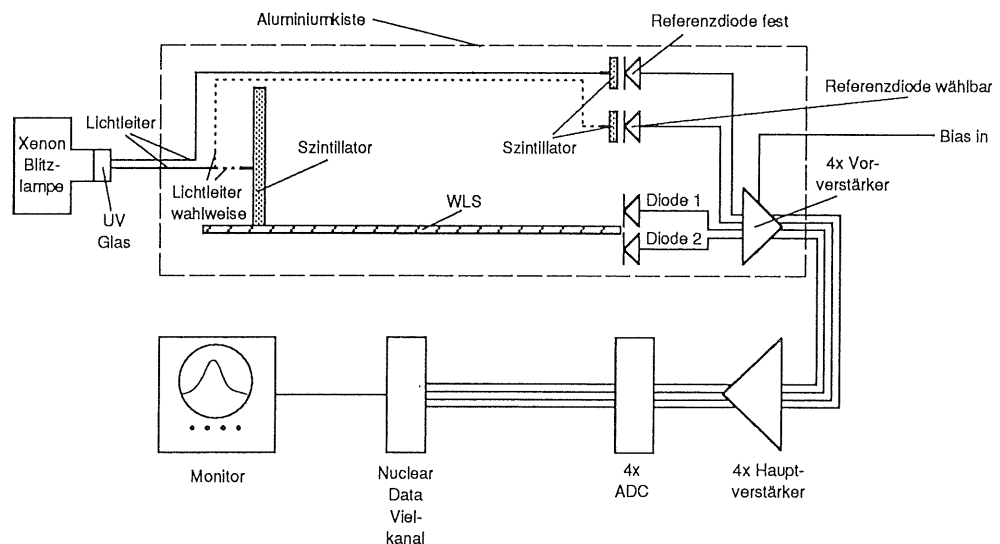 Aluminiumkiste
Referenzdiode fest
Referenzdiode wählbar
Lichtleiter
Xenon
Blitz-
lampe
Szintillator
Szintillator
Bias in
4x Vor-
verstärker
Lichtleiter
wahlweise
UV
Glas
WLS
Diode 1
Diode 2
Monitor
Nuclear
Data
Viel-
kanal
4x
ADC
4x Haupt-
verstärker